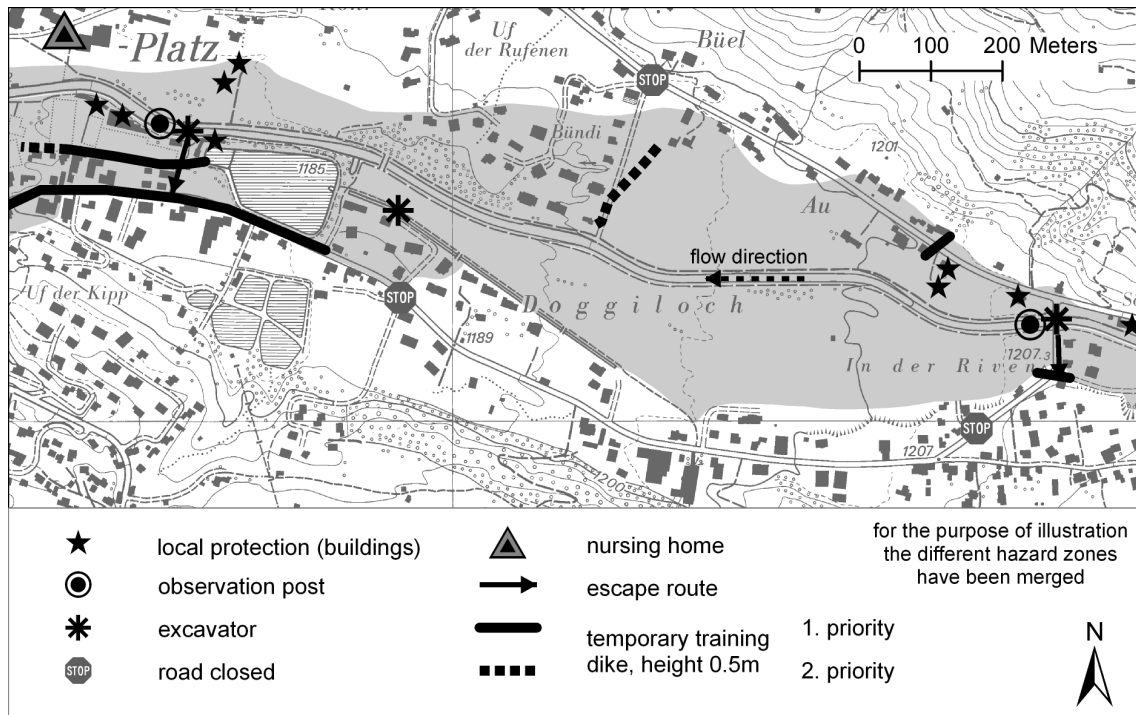 Platz
Uf
der Rufenen
Büel
0 100 200 Meters
STOP
Bündi
1201
1185
Au
flow direction
STOP
Uf der Kipp
Doggiloch
1189
In der Riven
1207.3
STOP
1207
1200
local protection (buildings)
observation post
excavator
STOP road closed
nursing home
escape route
temporary training
dike, height 0.5m
1. priority
2. priority
for the purpose of illustration
the different hazard zones
have been merged
N